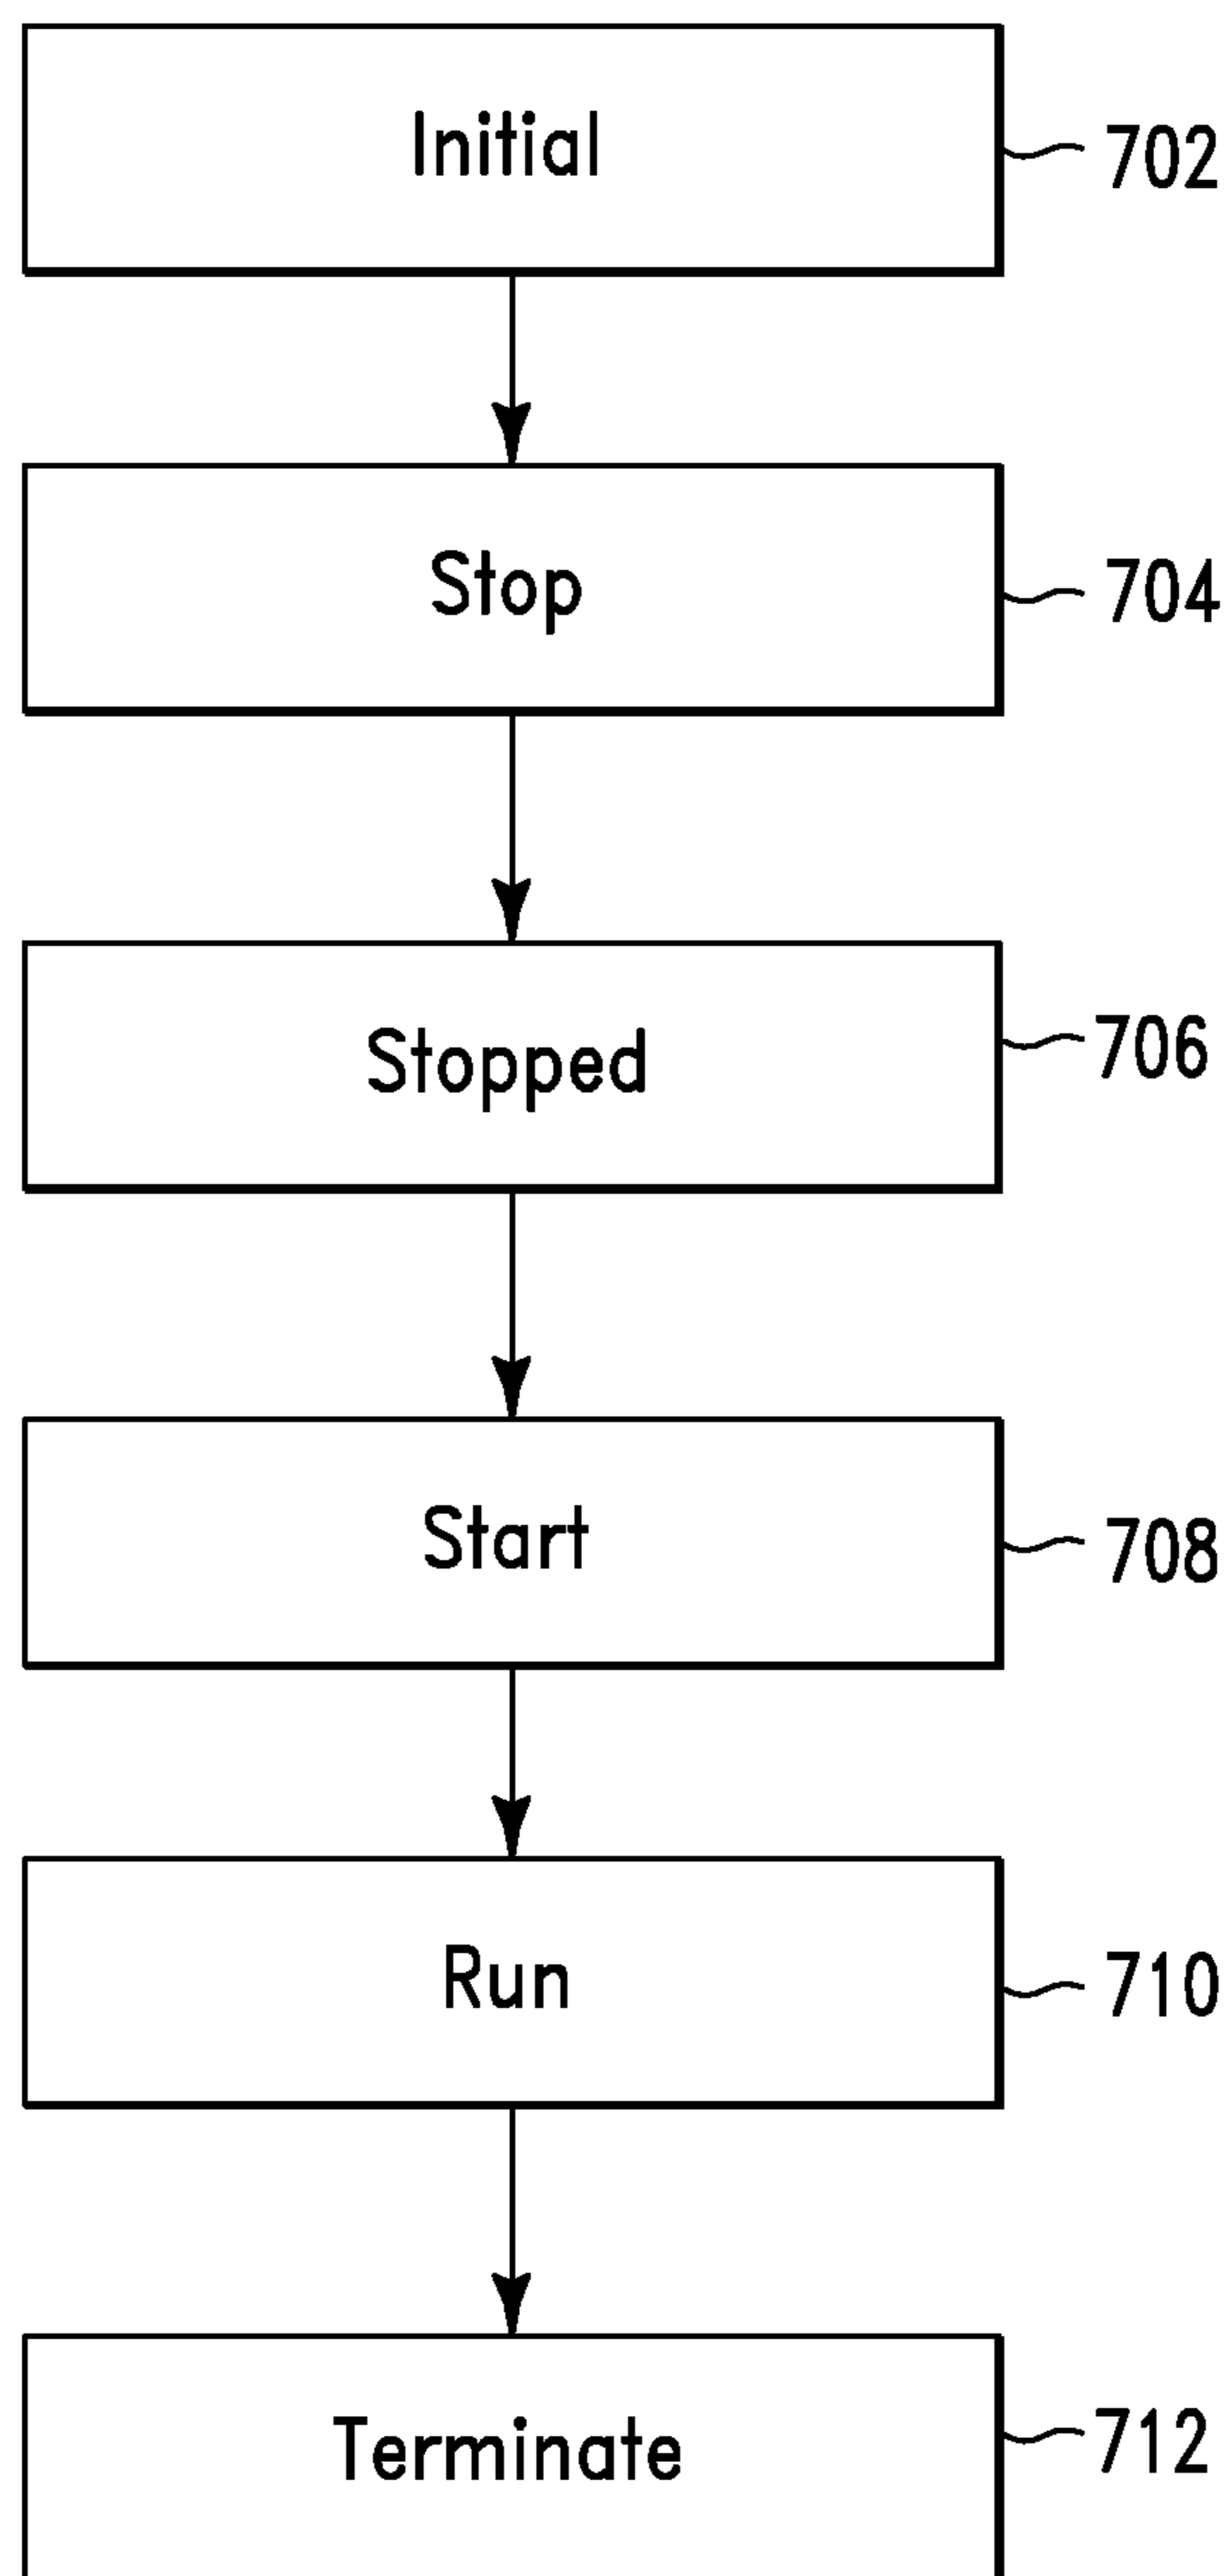 Initial
702
Stop
704
Stopped
706
Start
708
Run
710
Terminate
712